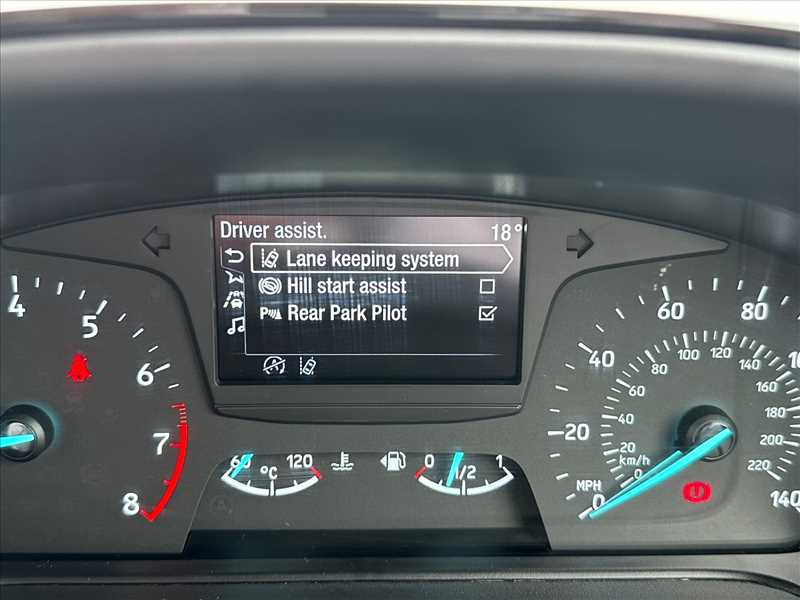 Driver assist. 18°
Lane keeping system
Hill start assist
Rear Park Pilot
P
A
4
5
6
7
8
60 °C 120
0 1/2 1
0
20
40
60
80
MPH
140
km/h
0
20
40
60
80
100
120
140
160
180
200
220